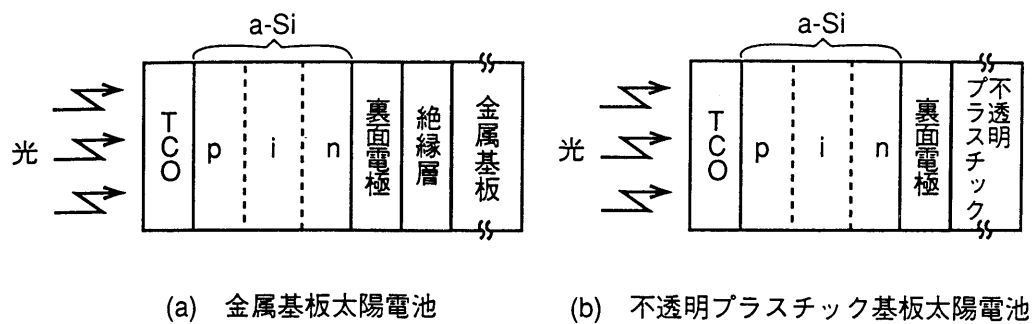 a-Si
光
TCO
p
i
n
裏面電極
絶縁層
金属基板
(a) 金属基板太陽電池
a-Si
光
TCO
p
i
n
裏面電極
不透明
プラスチック
(b) 不透明プラスチック基板太陽電池